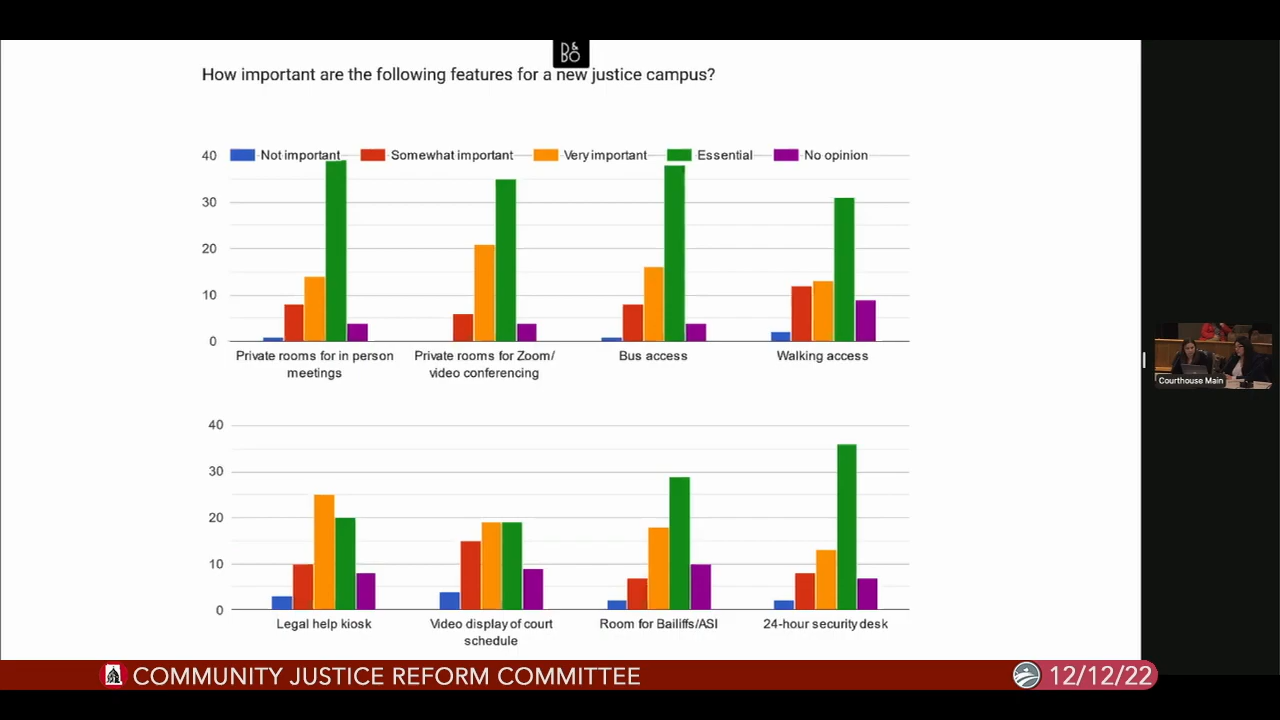 D&
BO
How important are the following features for a new justice campus?
40
Not important
Somewhat important
Very important
Essential
No opinion
30
20
10
0
Private rooms for in person
meetings
Private rooms for Zoom/
video conferencing
Bus access
Walking access
40
30
20
10
0
Legal help kiosk
Video display of court
schedule
Room for Bailiffs/ASI
24-hour security desk
Courthouse Main
COMMUNITY JUSTICE REFORM COMMITTEE
12/12/22